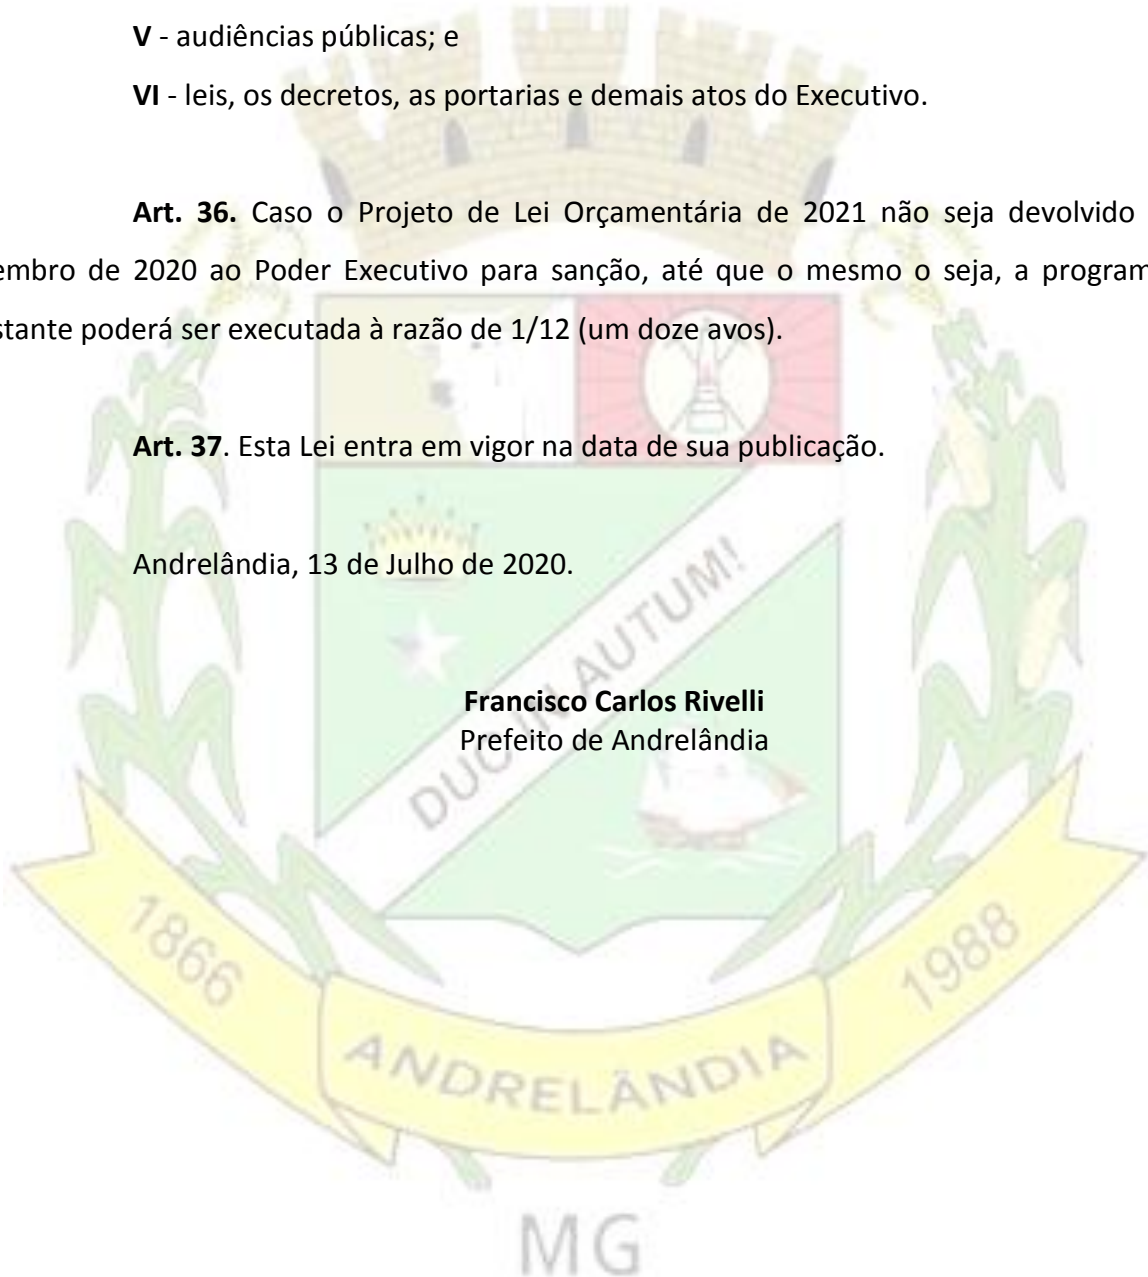 V - audiências públicas; e
VI - leis, os decretos, as portarias e demais atos do Executivo.
Art. 36. Caso o Projeto de Lei Orçamentária de 2021 não seja devolvido
embro de 2020 ao Poder Executivo para sanção, até que o mesmo o seja, a program
stante poderá ser executada à razão de 1/12 (um doze avos).
Art. 37. Esta Lei entra em vigor na data de sua publicação.
Andrelândia, 13 de Julho de 2020.
Francisco Carlos Rivelli
Prefeito de Andrelândia
DUC IN AUTUM!
1866
ANDRELÂNDIA
1988
MG